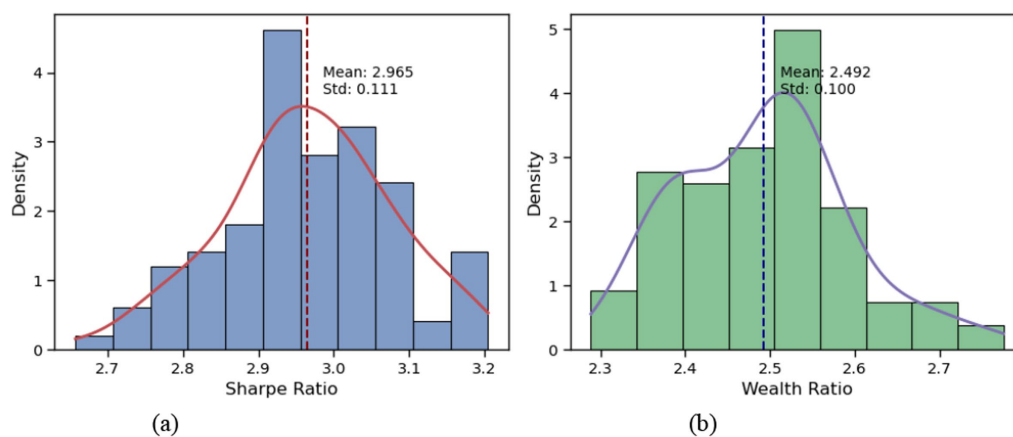 Density
4
3
2
1
0
Mean: 2.965
Std: 0.111
2.7 2.8 2.9 3.0 3.1 3.2
Sharpe Ratio
(a)
Density
5
4
3
2
1
0
Mean: 2.492
Std: 0.100
2.3 2.4 2.5 2.6 2.7
Wealth Ratio
(b)